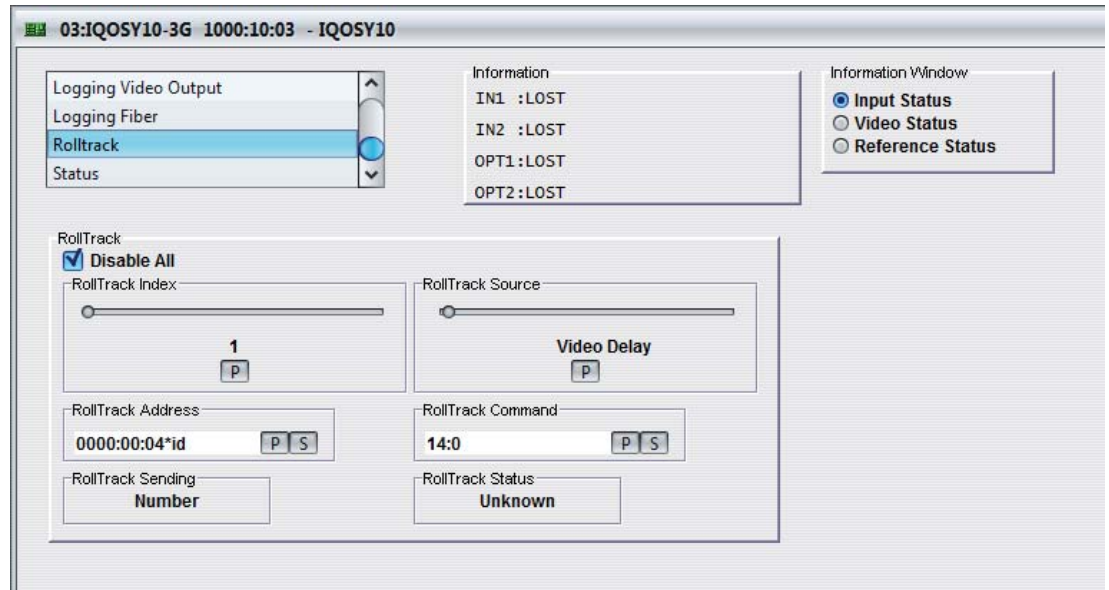 03:IQOSY10-3G 1000:10:03 - IQOSY10
Logging Video Output
Logging Fiber
Rolltrack
Status
Information
IN1 :LOST
IN2 :LOST
OPT1:LOST
OPT2:LOST
Information Window
Input Status
Video Status
Reference Status
RollTrack
Disable All
RollTrack Index
1
P
RollTrack Source
Video Delay
P
RollTrack Address
0000:00:04*id P S
RollTrack Command
14:0 P S
RollTrack Sending
Number
RollTrack Status
Unknown